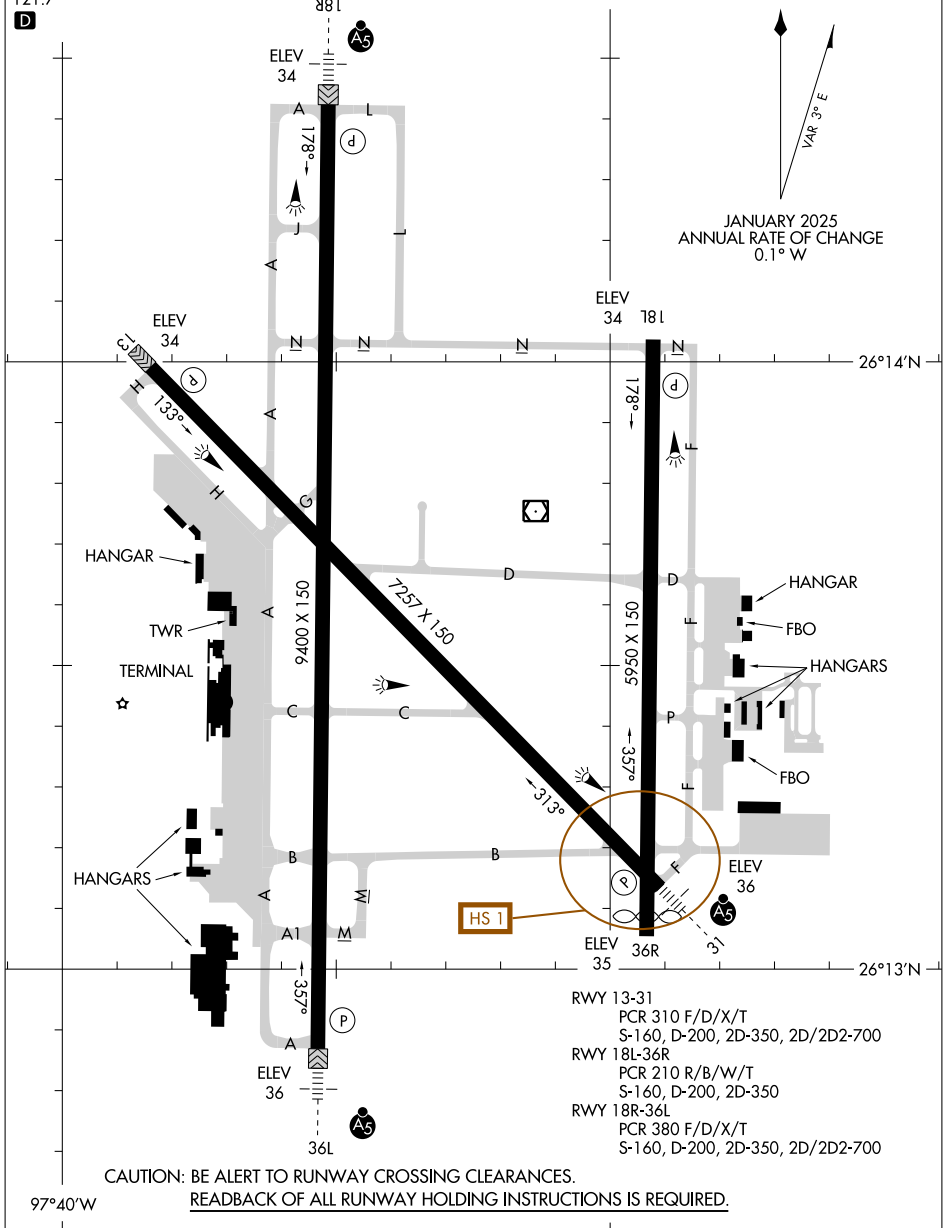 121.7
D
18R
A5
ELEV
34
VAR 3° E
JANUARY 2025
ANNUAL RATE OF CHANGE
0.1° W
A
L
P
178°
J
L
A
ELEV
34
18L
ELEV
34
13
N
N
N
N
26°14'N
P
P
H
133°
178°
A
F
H
G
HANGAR
D
D
HANGAR
7257 X 150
9400 X 150
5950 X 150
A
F
FBO
TWR
TERMINAL
HANGARS
C
C
P
357°
FBO
313°
F
B
B
F
ELEV
36
HANGARS
A
M
P
A5
HS 1
A1
M
31
ELEV
35
36R
26°13'N
357°
P
A
RWY 13-31
PCR 310 F/D/X/T
S-160, D-200, 2D-350, 2D/2D2-700
RWY 18L-36R
PCR 210 R/B/W/T
S-160, D-200, 2D-350
RWY 18R-36L
PCR 380 F/D/X/T
S-160, D-200, 2D-350, 2D/2D2-700
ELEV
36
A5
36L
CAUTION: BE ALERT TO RUNWAY CROSSING CLEARANCES.
READBACK OF ALL RUNWAY HOLDING INSTRUCTIONS IS REQUIRED.
97°40'W